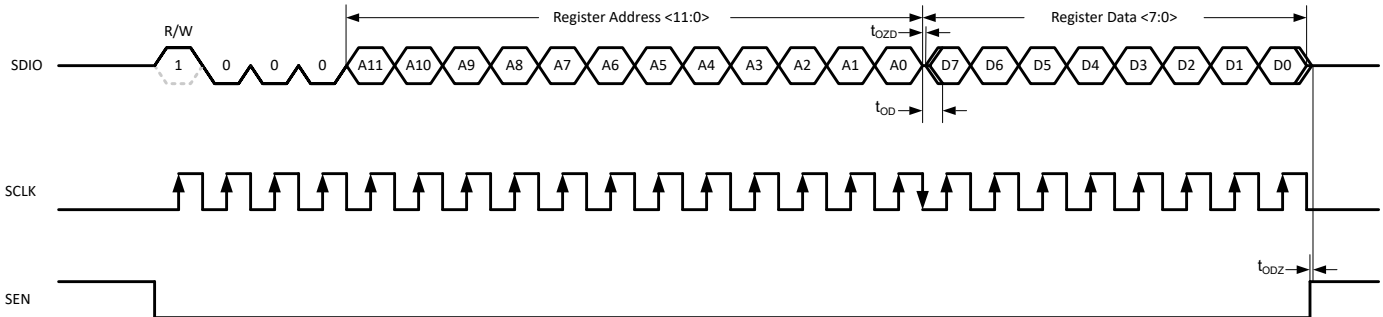 Register Address <11:0>
Register Data <7:0>
R/W
tOZD
SDIO
1 0 0 0 A11 A10 A9 A8 A7 A6 A5 A4 A3 A2 A1 A0 D7 D6 D5 D4 D3 D2 D1 D0
tOD
SCLK
tODZ
SEN